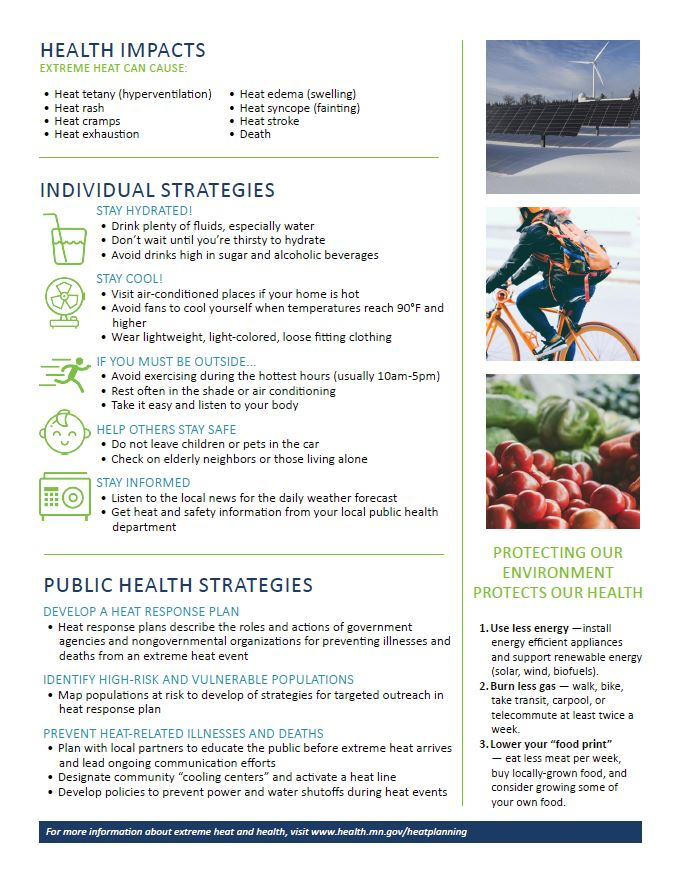 HEALTH IMPACTS
EXTREME HEAT CAN CAUSE:
• Heat tetany (hyperventilation)
• Heat rash
• Heat cramps
• Heat exhaustion
• Heat edema (swelling)
• Heat syncope (fainting)
• Heat stroke
• Death
INDIVIDUAL STRATEGIES
STAY HYDRATED!
• Drink plenty of fluids, especially water
• Don't wait until you're thirsty to hydrate
• Avoid drinks high in sugar and alcoholic beverages
STAY COOL!
• Visit air-conditioned places if your home is hot
• Avoid fans to cool yourself when temperatures reach 90°F and
higher
• Wear lightweight, light-colored, loose fitting clothing
IF YOU MUST BE OUTSIDE...
• Avoid exercising during the hottest hours (usually 10am-5pm)
• Rest often in the shade or air conditioning
• Take it easy and listen to your body
HELP OTHERS STAY SAFE
• Do not leave children or pets in the car
• Check on elderly neighbors or those living alone
STAY INFORMED
• Listen to the local news for the daily weather forecast
• Get heat and safety information from your local public health
department
PUBLIC HEALTH STRATEGIES
DEVELOP A HEAT RESPONSE PLAN
• Heat response plans describe the roles and actions of government
agencies and nongovernmental organizations for preventing illnesses and
deaths from an extreme heat event
IDENTIFY HIGH-RISK AND VULNERABLE POPULATIONS
• Map populations at risk to develop of strategies for targeted outreach in
heat response plan
PREVENT HEAT-RELATED ILLNESSES AND DEATHS
• Plan with local partners to educate the public before extreme heat arrives
and lead ongoing communication efforts
• Designate community "cooling centers" and activate a heat line
• Develop policies to prevent power and water shutoffs during heat events
PROTECTING OUR
ENVIRONMENT
PROTECTS OUR HEALTH
1. Use less energy —install
energy efficient appliances
and support renewable energy
(solar, wind, biofuels).
2. Burn less gas — walk, bike,
take transit, carpool, or
telecommute at least twice a
week.
3. Lower your "food print"
— eat less meat per week,
buy locally-grown food, and
consider growing some of
your own food.
For more information about extreme heat and health, visit www.health.mn.gov/heatplanning